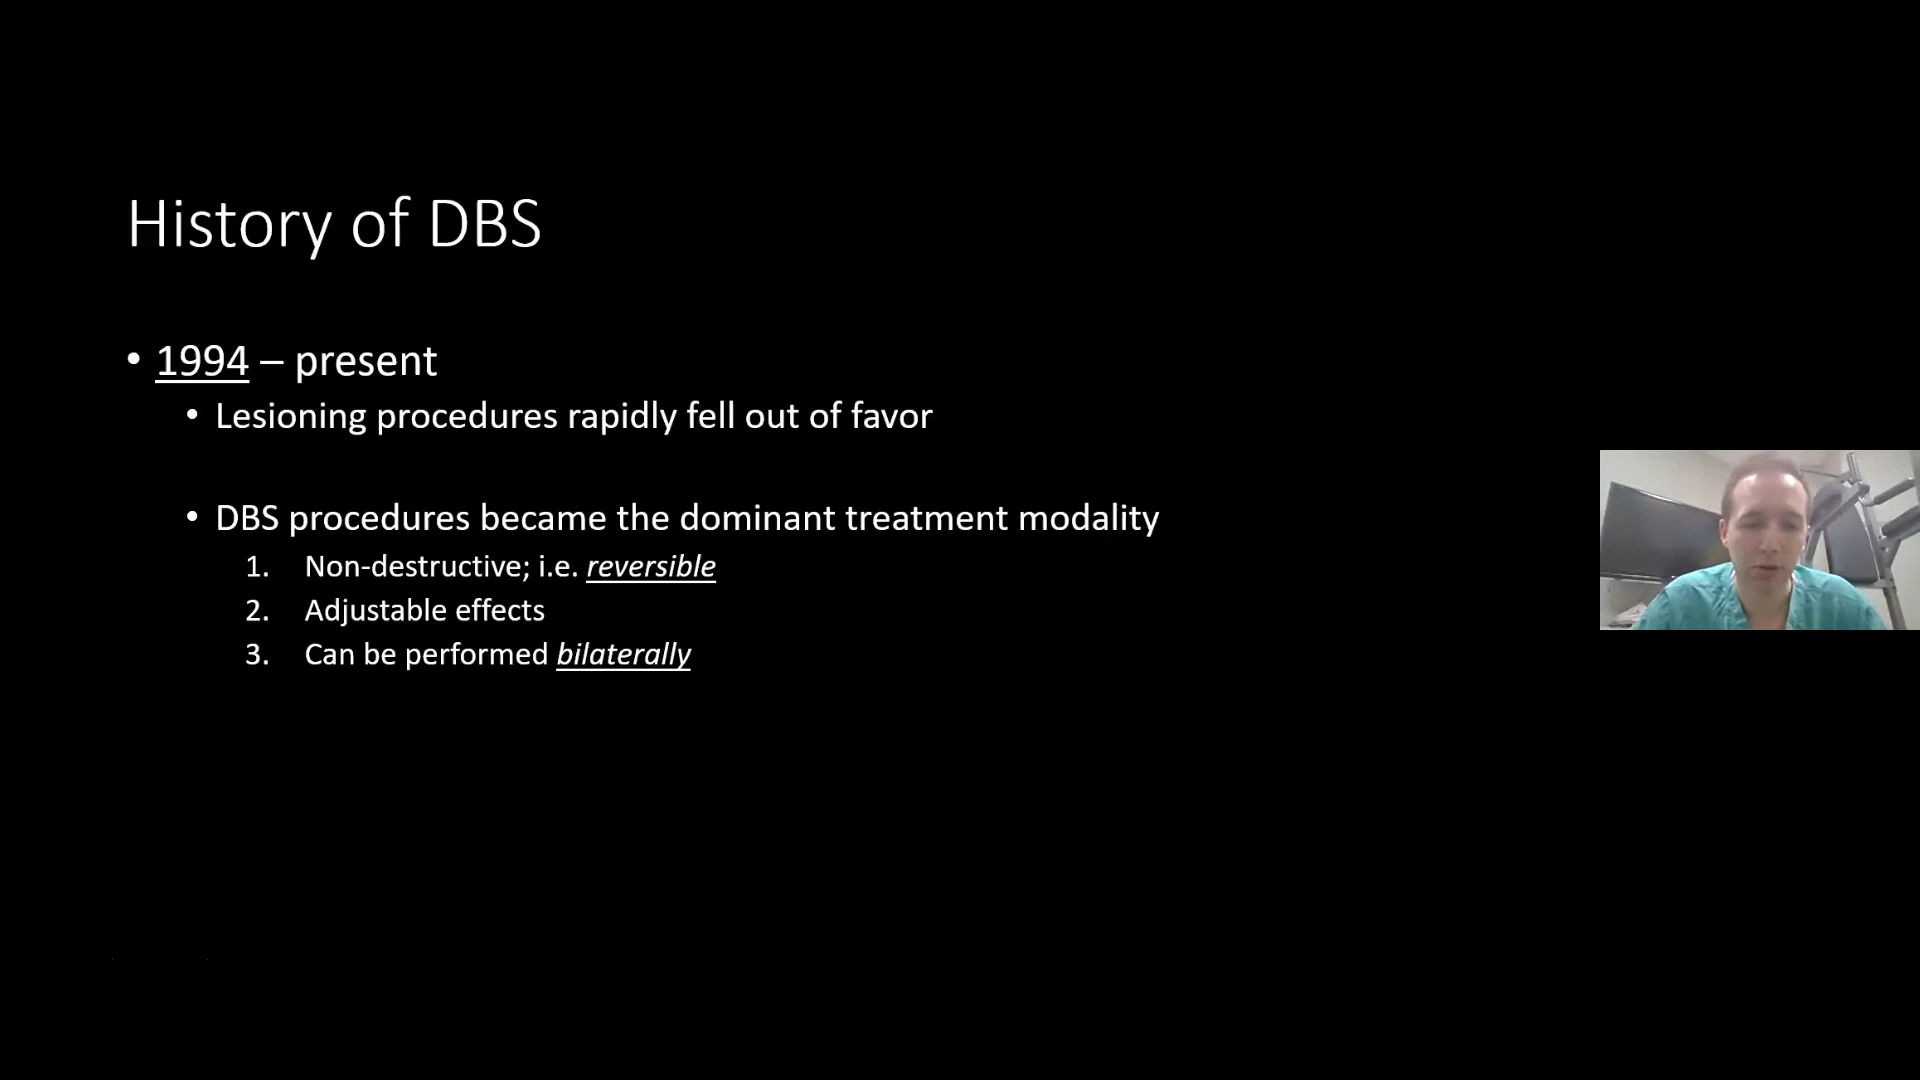 History of DBS
• 1994 – present
• Lesioning procedures rapidly fell out of favor
• DBS procedures became the dominant treatment modality
1. Non-destructive; i.e. reversible
2. Adjustable effects
3. Can be performed bilaterally